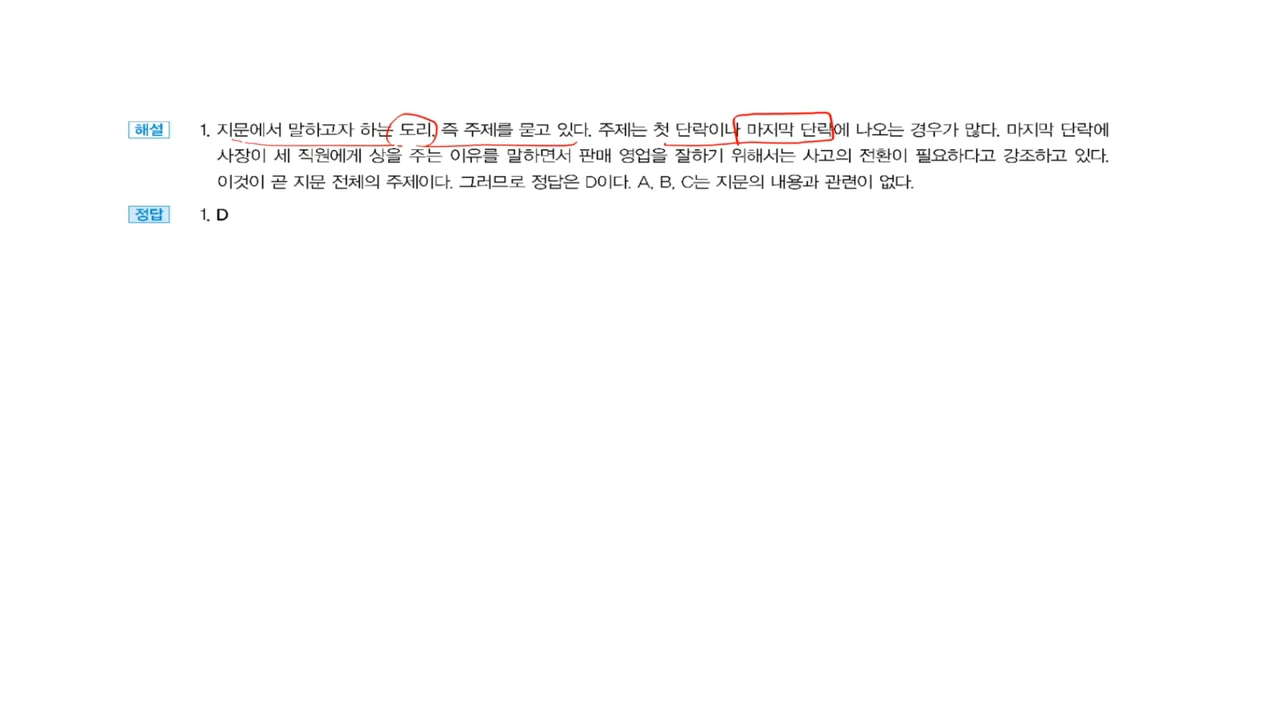 해설 1. 지문에서 말하고자 하는 도리, 즉 주제를 묻고 있다. 주제는 첫 단락이나 마지막 단락에 나오는 경우가 많다. 마지막 단락에
사장이 세 직원에게 상을 주는 이유를 말하면서 판매 영업을 잘하기 위해서는 사고의 전환이 필요하다고 강조하고 있다.
이것이 곧 지문 전체의 주제이다. 그러므로 정답은 D이다. A, B, C는 지문의 내용과 관련이 없다.
정답 1. D